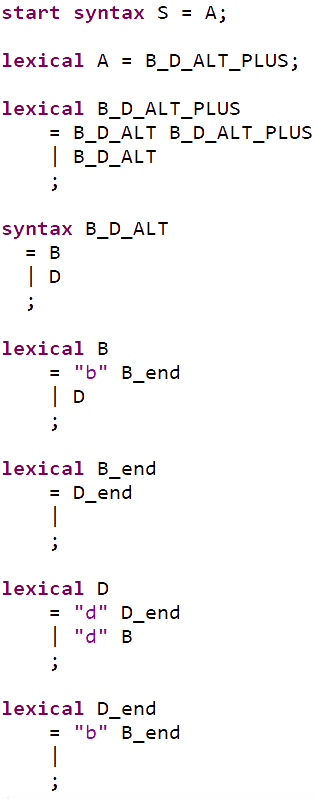 start syntax S = A;
lexical A = B_D_ALT_PLUS;
lexical B_D_ALT_PLUS
= B_D_ALT B_D_ALT_PLUS
| B_D_ALT
;
syntax B_D_ALT
= B
| D
;
lexical B
= "b" B_end
| D
;
lexical B_end
= D_end
|
;
lexical D
= "d" D_end
| "d" B
;
lexical D_end
= "b" B_end
|
;